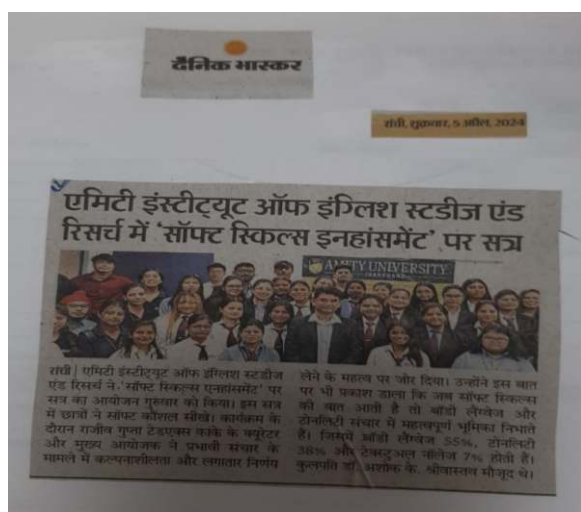 दैनिक भास्कर
रांची, शुक्रवार, 5 अप्रैल, 2024
एमिटी इंस्टीट्यूट ऑफ इंग्लिश स्टडीज एंड
रिसर्च में 'सॉफ्ट स्किल्स इनहांसमेंट' पर सत्र
AMITY UNIVERSITY
रांची| एमिटी इंस्टीट्यूट ऑफ इंग्लिश स्टडीज
एंड रिसर्च ने 'सॉफ्ट स्किल्स एनहांसमेंट' पर
सत्र का आयोजन गुरुवार को किया। इस सत्र
में छात्रों ने सॉफ्ट कौशल सीखे। कार्यक्रम के
दौरान राजीव गुप्ता टेडएक्स कांके के क्यूरेटर
और मुख्य आयोजक ने प्रभावी संचार के
मामले में कल्पनाशीलता और लगातार निर्णय
लेने के महत्व पर जोर दिया। उन्होंने इस बात
पर भी प्रकाश डाला कि जब सॉफ्ट स्किल्स
की बात आती है तो बॉडी लैंग्वेज और
टोनलिटी संचार में महत्वपूर्ण भूमिका निभाते
हैं। जिसमें बॉडी लैंग्वेज 55%, टोनलिटी
38% और टेक्स्टुअल नॉलेज 7% होती हैं।
कुलपति डॉ. अशोक के. श्रीवास्तव मौजूद थे।